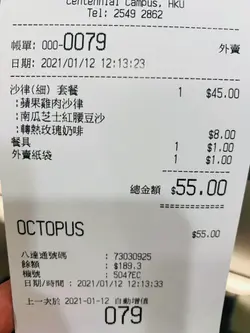 Centennial Campus, HKU
Tel: 2549 2862
帳單: 000-0079 外賣
日期: 2021/01/12 12:13:23
沙律(細) 套餐 1 $45.00
:蘋果雞肉沙律
:南瓜芝士紅腰豆沙
:轉熱玫瑰奶啡 $8.00
餐具 1 $1.00
外賣紙袋 1 $1.00
總金額 $55.00
OCTOPUS $55.00
八達通號碼 : 73030925
餘額 : $189.3
機號 : 5047EC
日期/時間 : 2021/01/12 12:13:33
上一次於 2021-01-12 自動增值
079